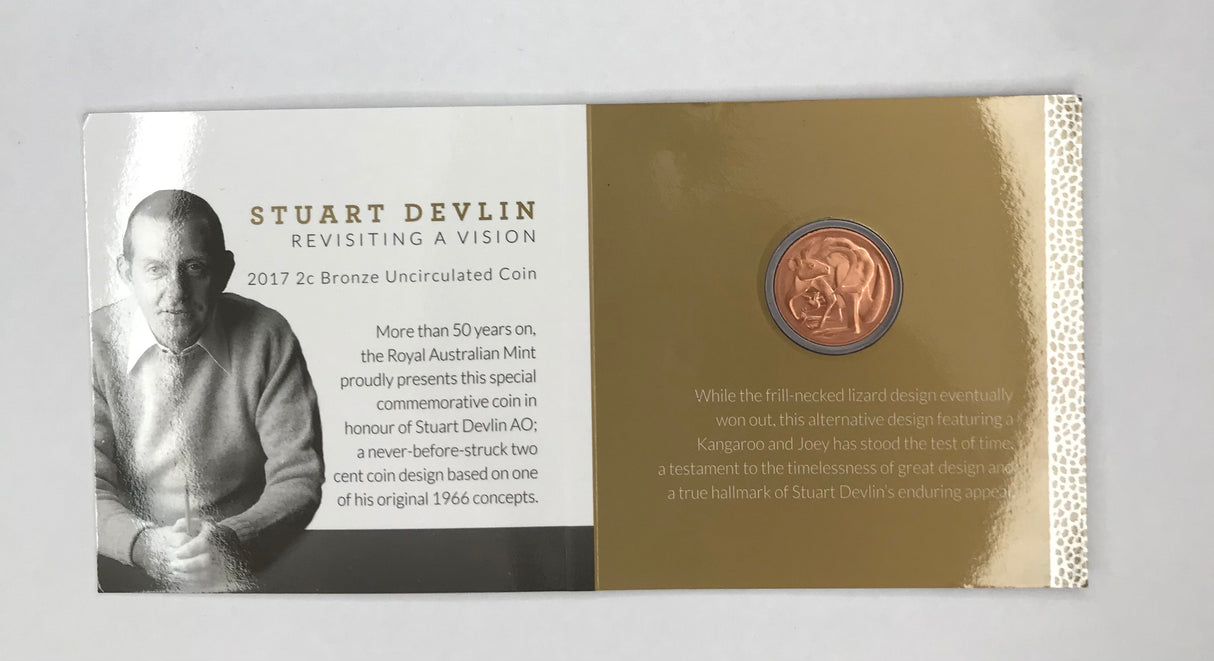 STUART DEVLIN
REVISITING A VISION
2017 2c Bronze Uncirculated Coin
More than 50 years on,
the Royal Australian Mint
proudly presents this special
commemorative coin in
honour of Stuart Devlin AO;
a never-before-struck two
cent coin design based on one
of his original 1966 concepts.
While the frill-necked lizard design eventually
won out, this alternative design featuring a
Kangaroo and Joey has stood the test of time,
a testament to the timelessness of great design and
a true hallmark of Stuart Devlin's enduring appeal.